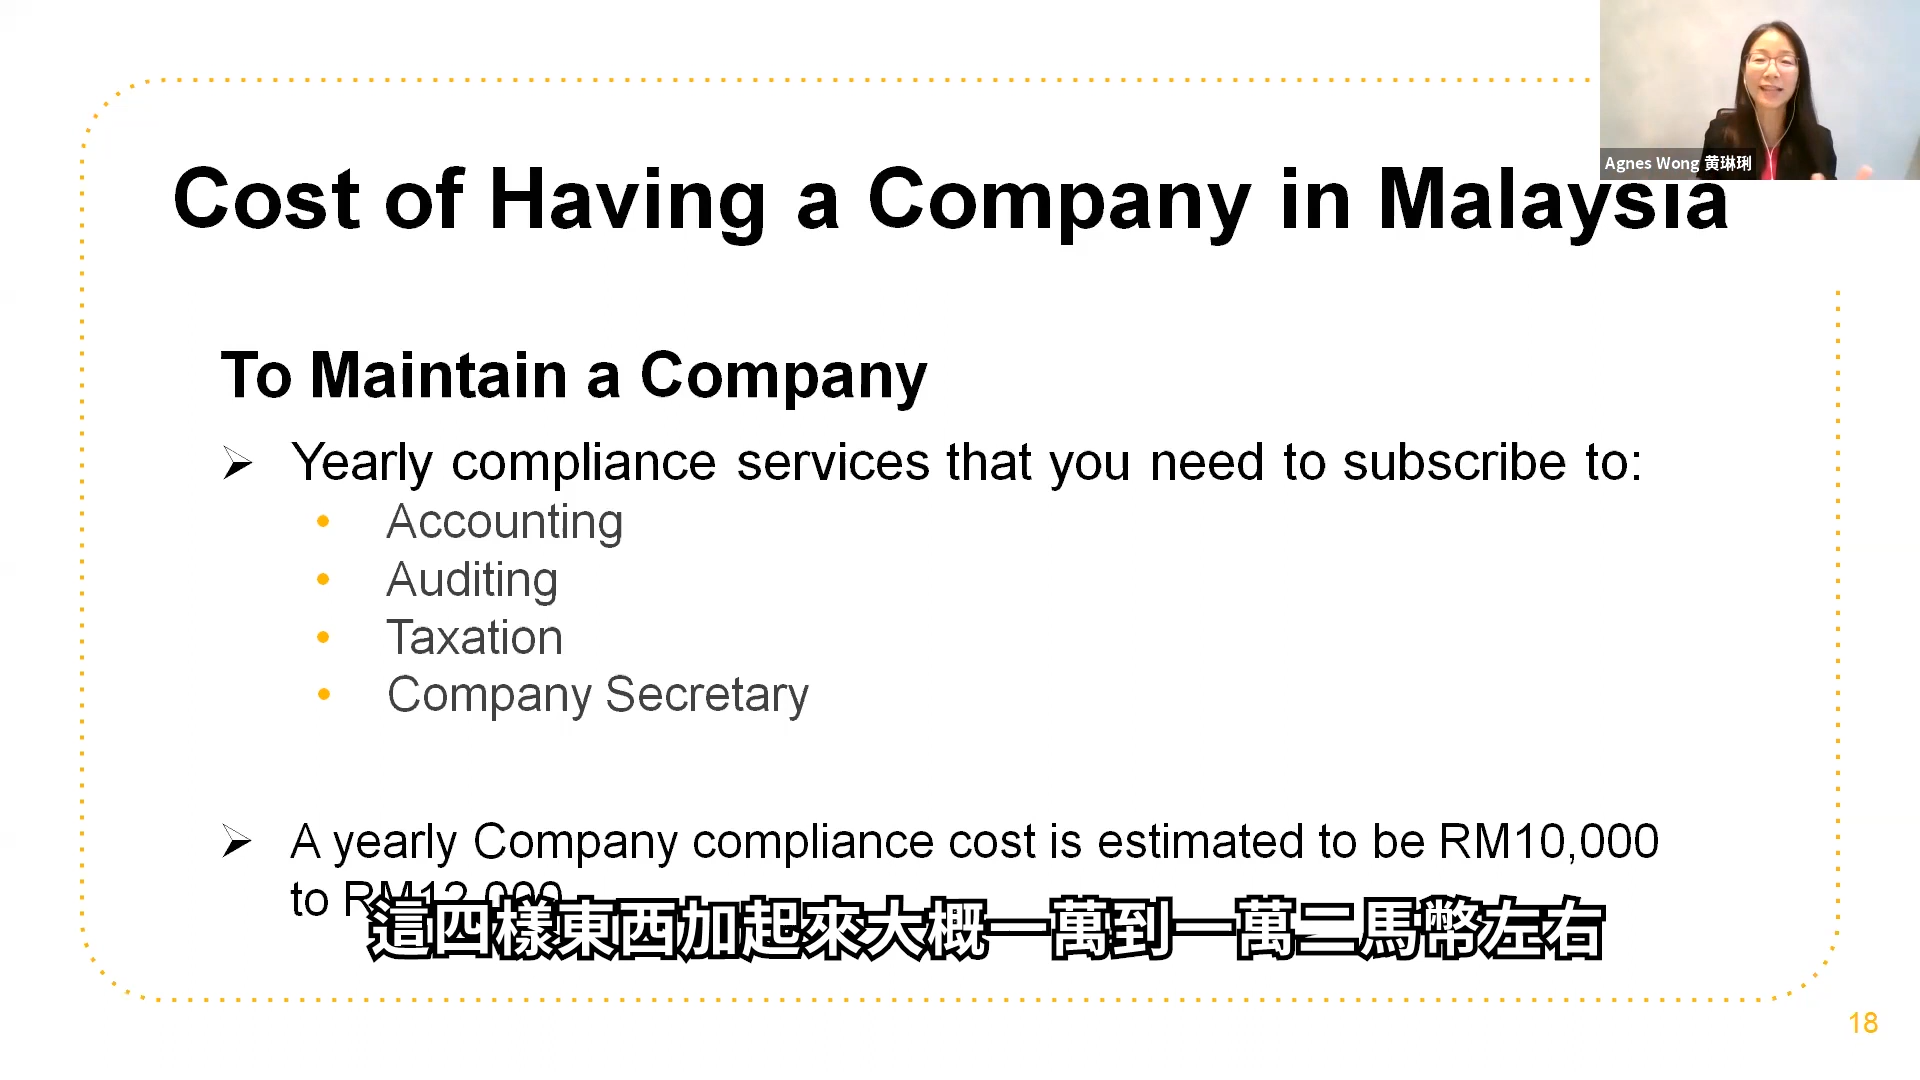 Agnes Wong 黄琳琍
Cost of Having a Company in Malaysia
To Maintain a Company
➢ Yearly compliance services that you need to subscribe to:
• Accounting
• Auditing
• Taxation
• Company Secretary
➢ A yearly Company compliance cost is estimated to be RM10,000
to RM12,000
這四樣東西加起來大概一萬到一萬二馬幣左右
18